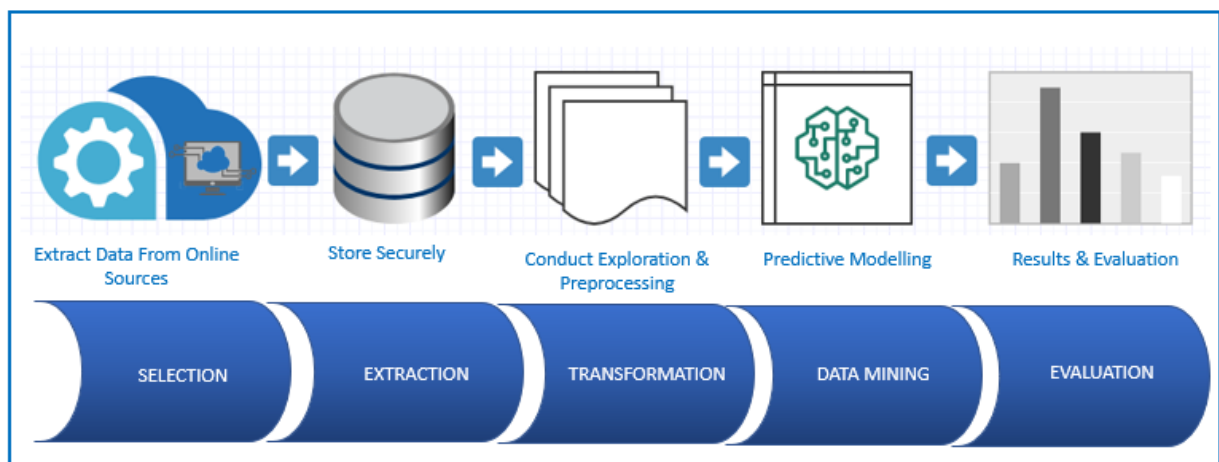 Extract Data From Online
Sources
Store Securely
Conduct Exploration &
Preprocessing
Predictive Modelling
Results & Evaluation
SELECTION
EXTRACTION
TRANSFORMATION
DATA MINING
EVALUATION